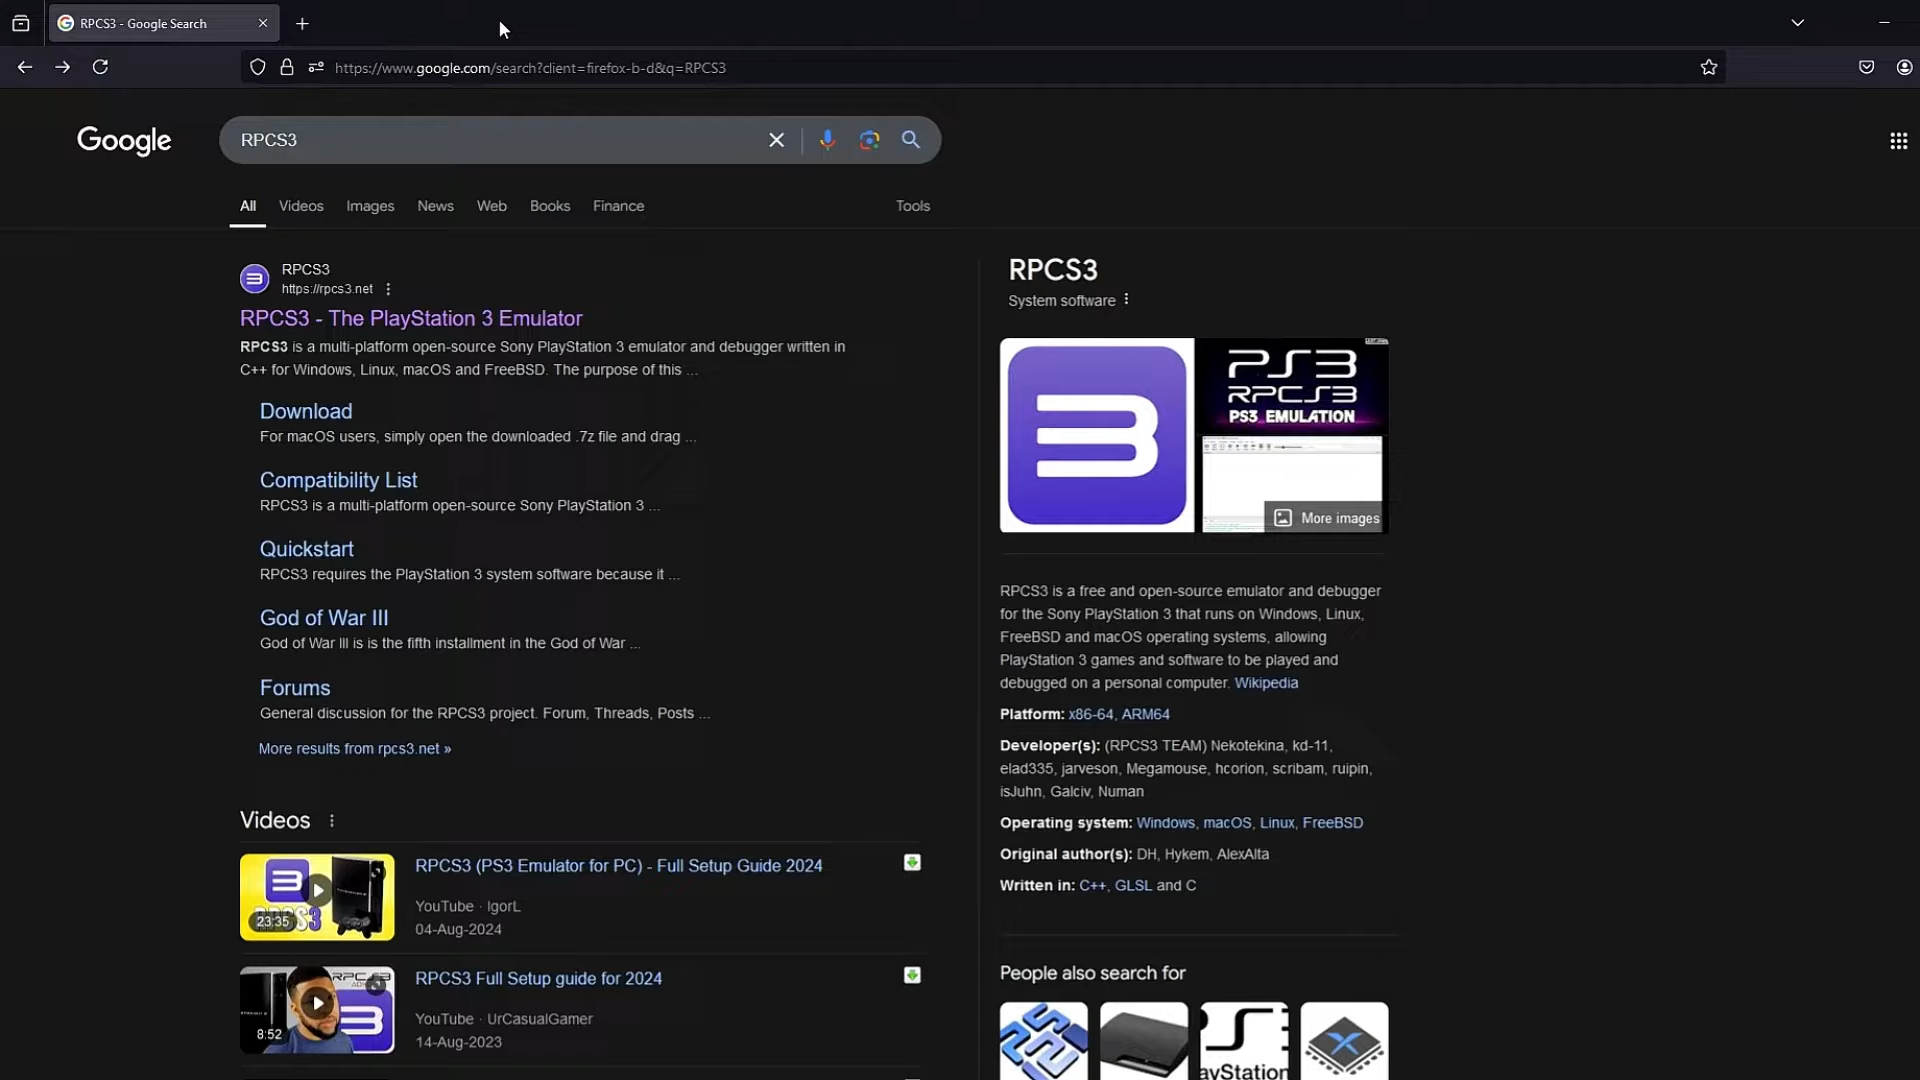 RPCS3 - Google Search
https://www.google.com/search?client=firefox-b-d&q=RPCS3
Google
RPCS3
All Videos Images News Web Books Finance Tools
RPCS3
https://rpcs3.net
RPCS3 - The PlayStation 3 Emulator
RPCS3 is a multi-platform open-source Sony PlayStation 3 emulator and debugger written in
C++ for Windows, Linux, macOS and FreeBSD. The purpose of this ...
Download
For macOS users, simply open the downloaded .7z file and drag ...
Compatibility List
RPCS3 is a multi-platform open-source Sony PlayStation 3 ...
Quickstart
RPCS3 requires the PlayStation 3 system software because it ...
God of War III
God of War III is is the fifth installment in the God of War ...
Forums
General discussion for the RPCS3 project. Forum, Threads, Posts ...
More results from rpcs3.net »
Videos
RPCS3 (PS3 Emulator for PC) - Full Setup Guide 2024
YouTube · IgorL
04-Aug-2024
23:35
RPCS3 Full Setup guide for 2024
YouTube · UrCasualGamer
14-Aug-2023
8:52
RPCS3
System software
PS3
RPCS3
PS3 EMULATION
More images
RPCS3 is a free and open-source emulator and debugger
for the Sony PlayStation 3 that runs on Windows, Linux,
FreeBSD and macOS operating systems, allowing
PlayStation 3 games and software to be played and
debugged on a personal computer. Wikipedia
Platform: x86-64, ARM64
Developer(s): (RPCS3 TEAM) Nekotekina, kd-11,
elad335, jarveson, Megamouse, hcorion, scribam, ruipin,
isJuhn, Galciv, Numan
Operating system: Windows, macOS, Linux, FreeBSD
Original author(s): DH, Hykem, AlexAlta
Written in: C++, GLSL and C
People also search for